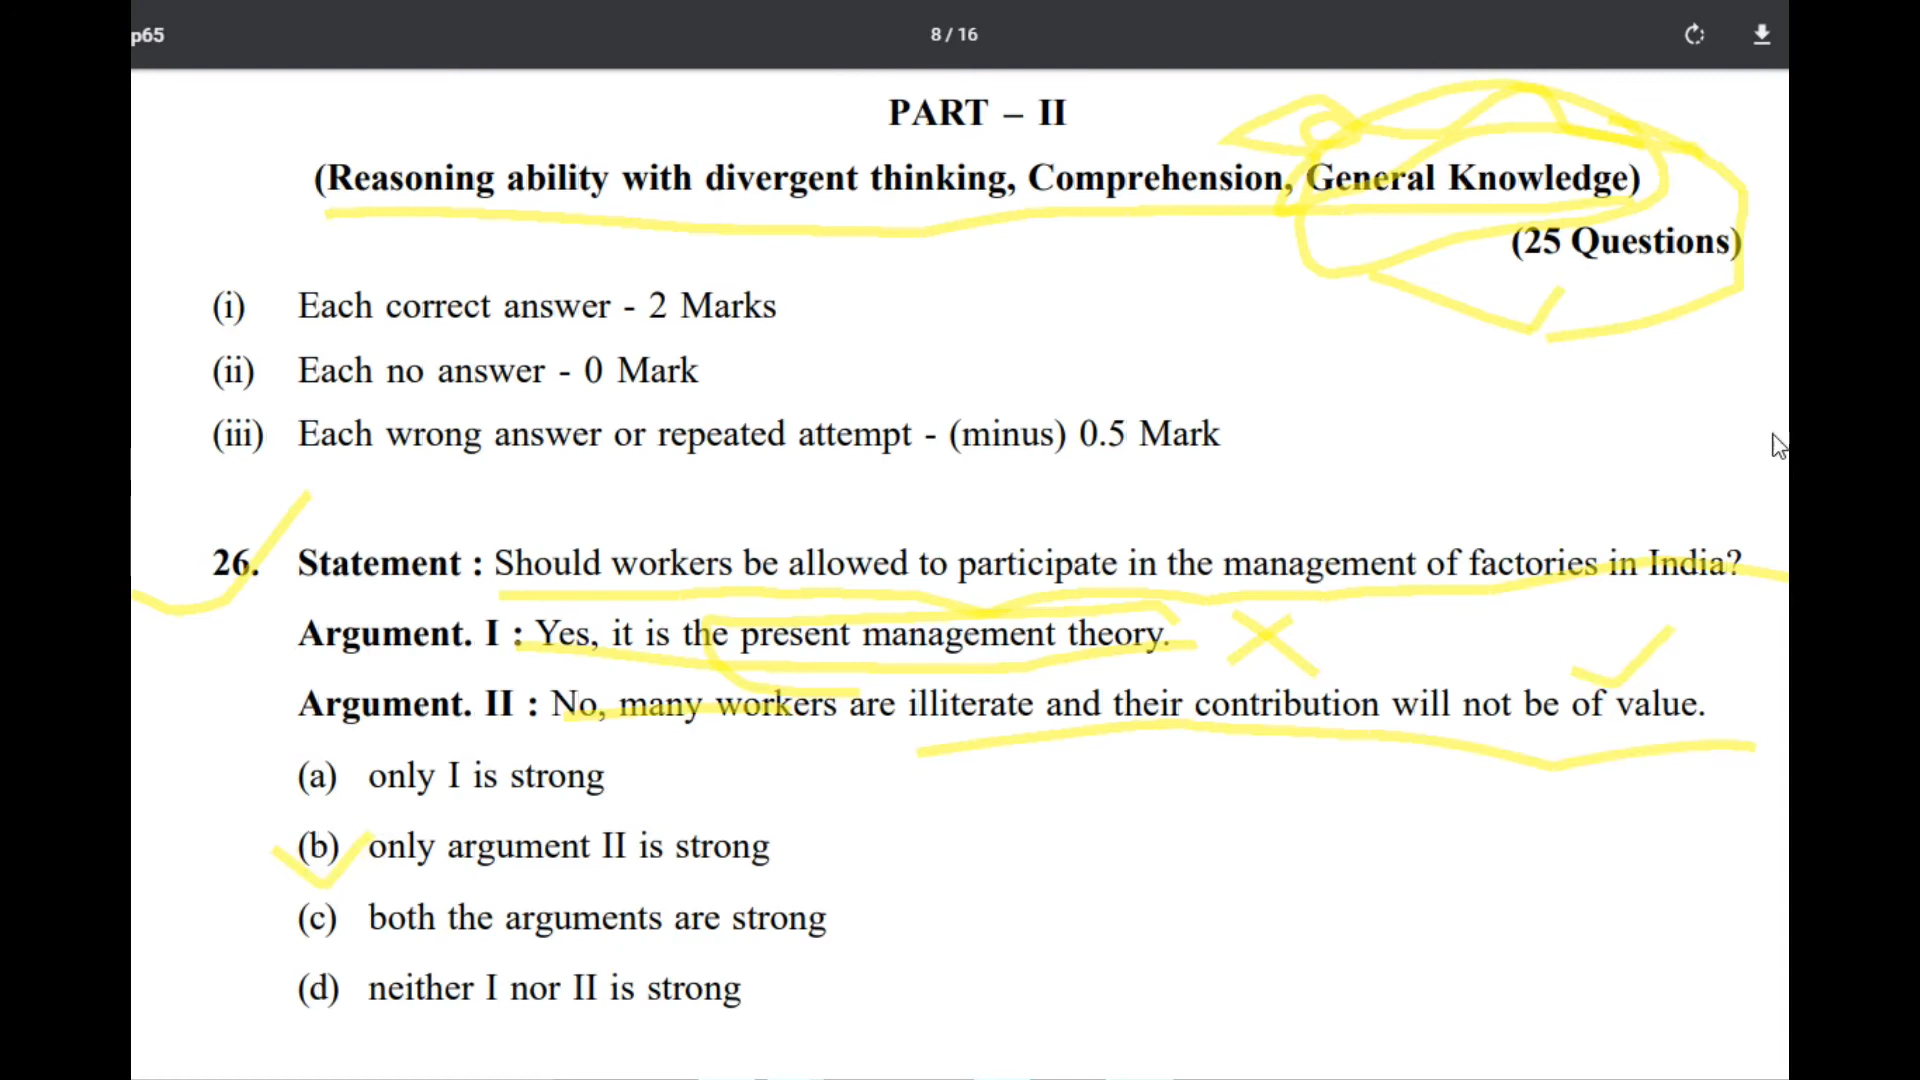 p65
8 / 16
PART – II
(Reasoning ability with divergent thinking, Comprehension, General Knowledge)
(25 Questions)
(i) Each correct answer - 2 Marks
(ii) Each no answer - 0 Mark
(iii) Each wrong answer or repeated attempt - (minus) 0.5 Mark
26. Statement : Should workers be allowed to participate in the management of factories in India?
Argument. I : Yes, it is the present management theory.
Argument. II : No, many workers are illiterate and their contribution will not be of value.
(a) only I is strong
(b) only argument II is strong
(c) both the arguments are strong
(d) neither I nor II is strong